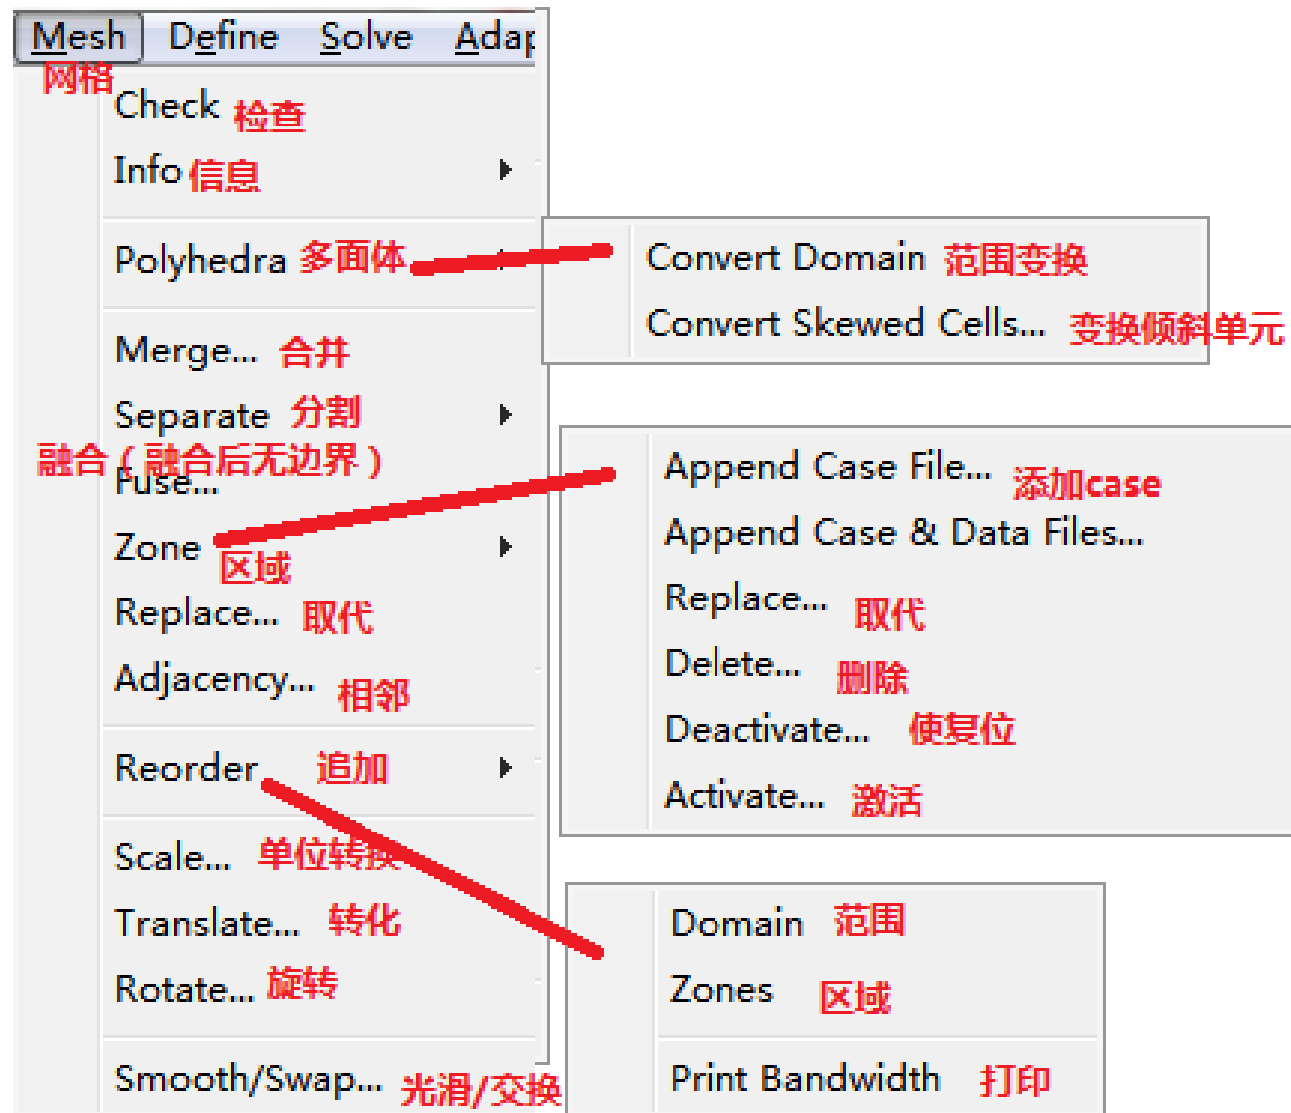 Mesh Define Solve Adap
网格
Check 检查
Info 信息
Polyhedra 多面体
Merge... 合并
Separate 分割
融合（融合后无边界）
Fuse...
Zone 区域
Replace... 取代
Adjacency... 相邻
Reorder 追加
Scale... 单位转换
Translate... 转化
Rotate... 旋转
Smooth/Swap... 光滑/交换
Convert Domain 范围变换
Convert Skewed Cells... 变换倾斜单元
Append Case File... 添加case
Append Case & Data Files...
Replace... 取代
Delete... 删除
Deactivate... 使复位
Activate... 激活
Domain 范围
Zones 区域
Print Bandwidth 打印